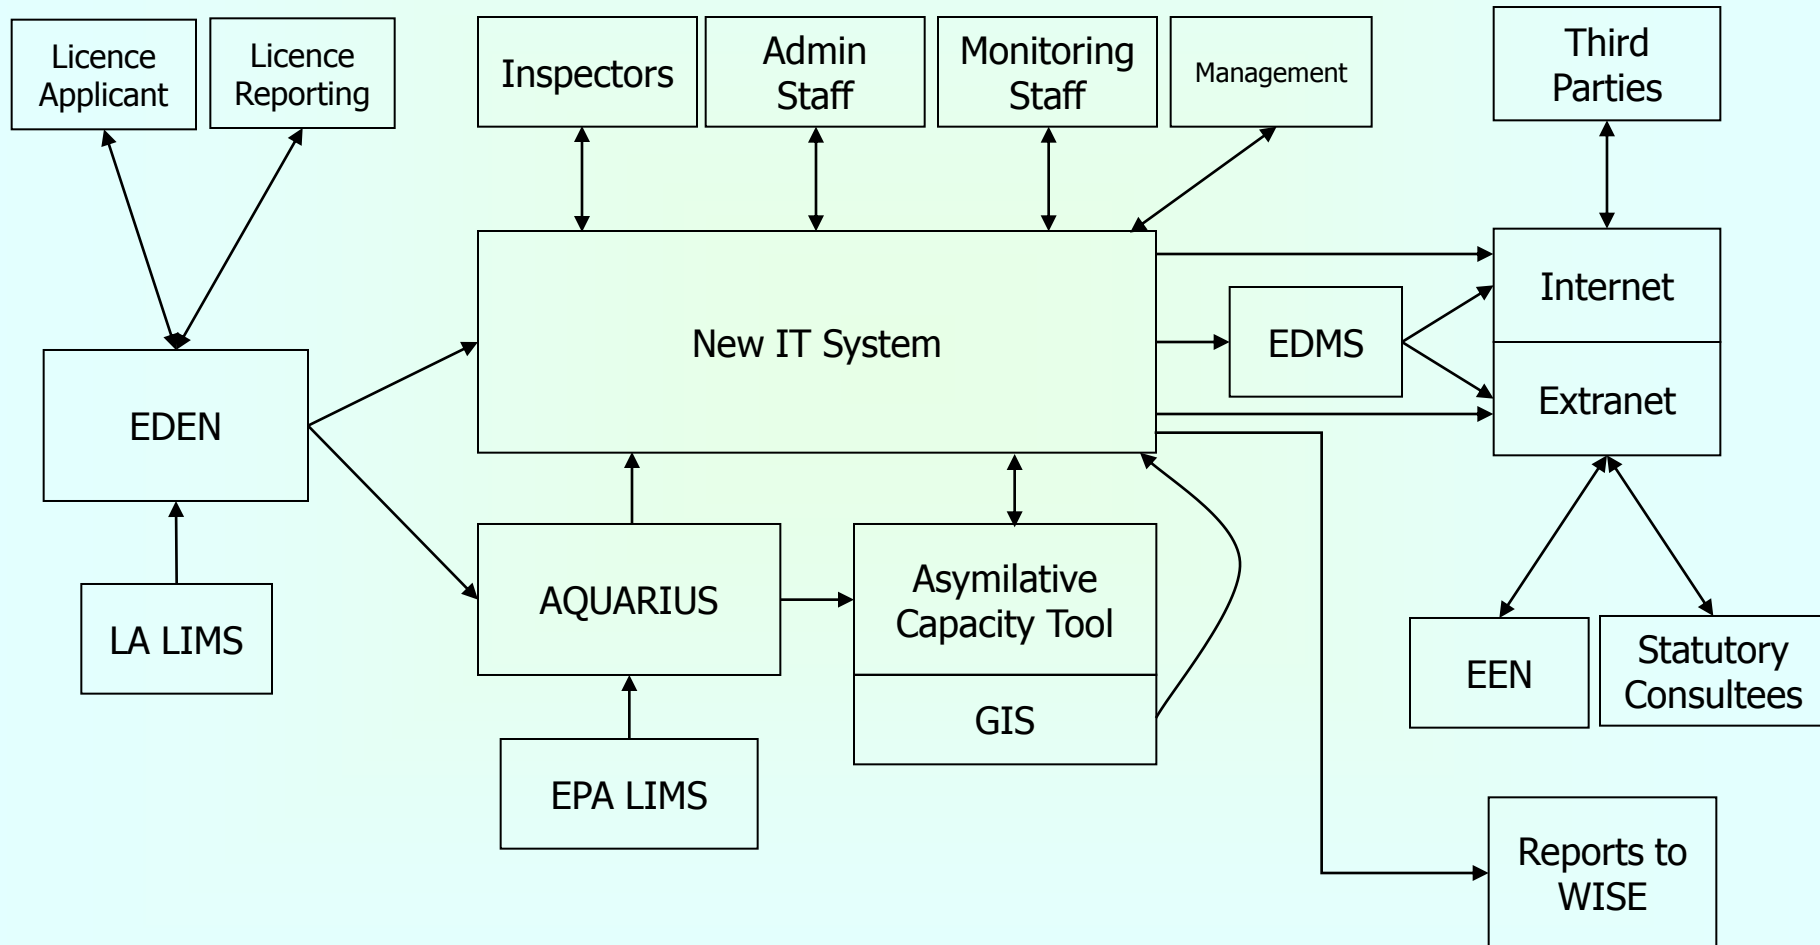 Licence
Applicant
Licence
Reporting
Inspectors
Admin
Staff
Monitoring
Staff
Management
Third
Parties
New IT System
EDMS
Internet
Extranet
EDEN
AQUARIUS
Asymilative
Capacity Tool
GIS
LA LIMS
EPA LIMS
EEN
Statutory
Consultees
Reports to
WISE